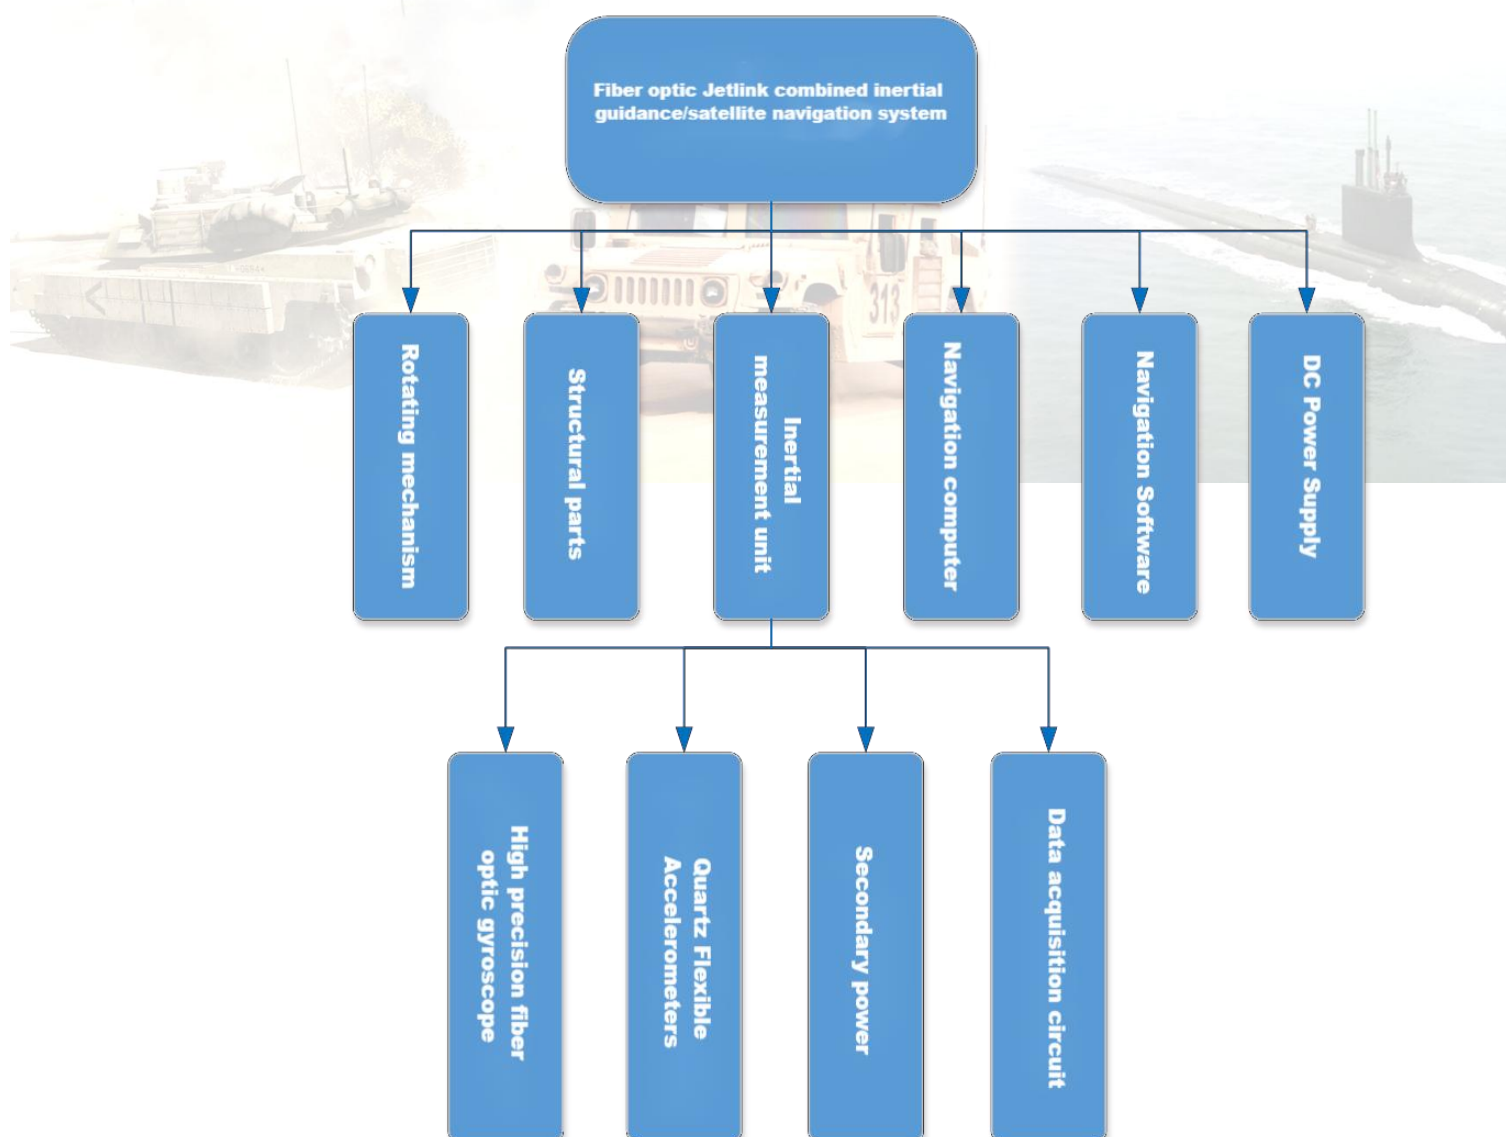 Fiber optic Jetlink combined inertial
guidance/satellite navigation system
313
Rotating mechanism
Structural parts
Inertial
measurement unit
Navigation computer
Navigation Software
DC Power Supply
High precision fiber
optic gyroscope
Quartz Flexible
Accelerometers
Secondary power
Data acquisition circuit